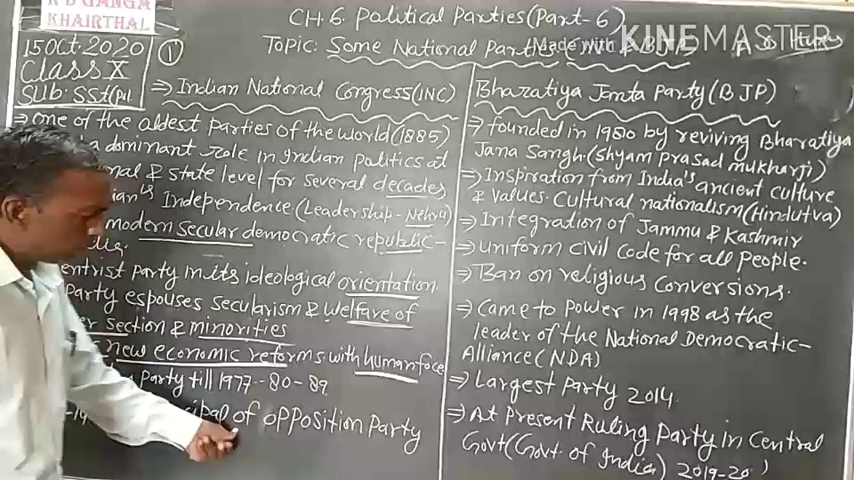 KHAIRTHAL
CH.6. Political Parties (Part-6)
15 Oct. 2020
①
Topic: Some National
Made with KINEMASTER
Class X
Sub. SSt (Pol.
⇒ Indian National Congress (INC)
⇒ One of the oldest parties of the world (1885)
a dominant role in Indian politics at
& state level for several decades
Independence (Leadership - Nehru)
modern secular democratic republic -
entrist party in its ideological orientation.
Party espouses secularism & welfare of
section & minorities
new economic reforms with human face
party till 1977--80-89
of opposition Party
Bharatiya Janta Party (BJP)
⇒ founded in 1980 by reviving Bharatiya
Jana Sangh. (Shyam Prasad Mukharji)
⇒ Inspiration from India's ancient culture
& values. Cultural nationalism (Hindutva)
⇒ Integration of Jammu & Kashmir
⇒ uniform civil code for all people.
⇒ Ban on religious conversions.
⇒ Came to Power in 1998 as the
leader of the National Democratic-
Alliance (NDA)
⇒ Largest Party 2014.
⇒ At Present Ruling Party in Central
Govt (Govt. of India) 2019-20